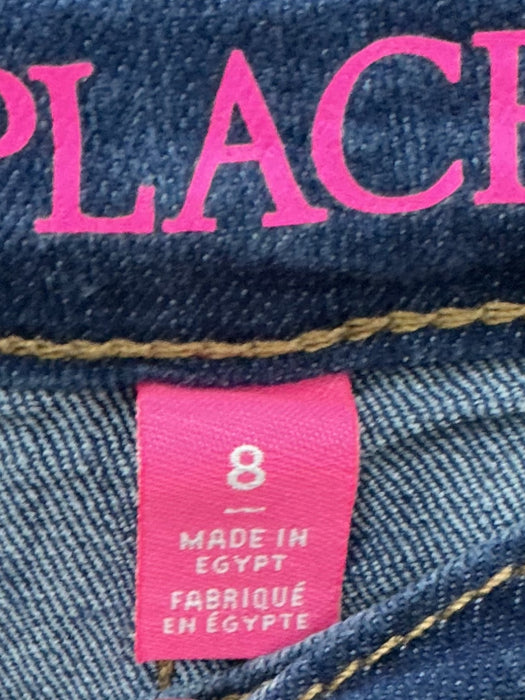 PLACE
8
MADE IN
EGYPT
FABRIQUÉ
EN ÉGYPTE